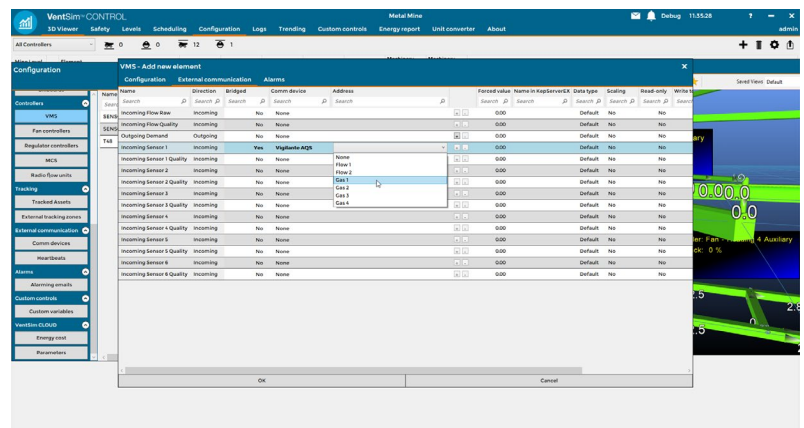 VentSim™ CONTROL Metal Mine Debug 11:35:28 ? − ×
3D Viewer Safety Levels Scheduling Configuration Logs Trending Custom controls Energy report Unit converter About admin
All Controllers 0 0 12 1
Configuration
Saved Views Default
Controllers
VMS
Fan controllers
Regulator controllers
MCS
Radio flow units
Tracking
Tracked Assets
External tracking zones
External communication
Comm devices
Heartbeats
Alarms
Alarming emails
Custom controls
Custom variables
VentSim CLOUD
Energy cost
Parameters
Name
VMS - Add new element ×
Configuration External communication Alarms
Name Direction Bridged Comm device Address Forced value Name in KepServerEX Data type Scaling Read-only Write t
Search Search Search Search Search Search Search Search Search Search
Incoming Flow Raw Incoming No None 0.00 Default No No
Incoming Flow Quality Incoming No None 0.00 Default No No
Outgoing Demand Outgoing No None 0.00 Default No No
Incoming Sensor 1 Incoming Yes Vigilante AQS 0.00 Default No No
Incoming Sensor 1 Quality Incoming No None 0.00 Default No No
Incoming Sensor 2 Incoming No None 0.00 Default No No
Incoming Sensor 2 Quality Incoming No None 0.00 Default No No
Incoming Sensor 3 Incoming No None 0.00 Default No No
Incoming Sensor 3 Quality Incoming No None 0.00 Default No No
Incoming Sensor 4 Incoming No None 0.00 Default No No
Incoming Sensor 4 Quality Incoming No None 0.00 Default No No
Incoming Sensor 5 Incoming No None 0.00 Default No No
Incoming Sensor 5 Quality Incoming No None 0.00 Default No No
Incoming Sensor 6 Incoming No None 0.00 Default No No
Incoming Sensor 6 Quality Incoming No None 0.00 Default No No
None
Flow 1
Flow 2
Gas 1
Gas 2
Gas 3
Gas 4
OK Cancel
0.0
4 Auxiliary
0 %